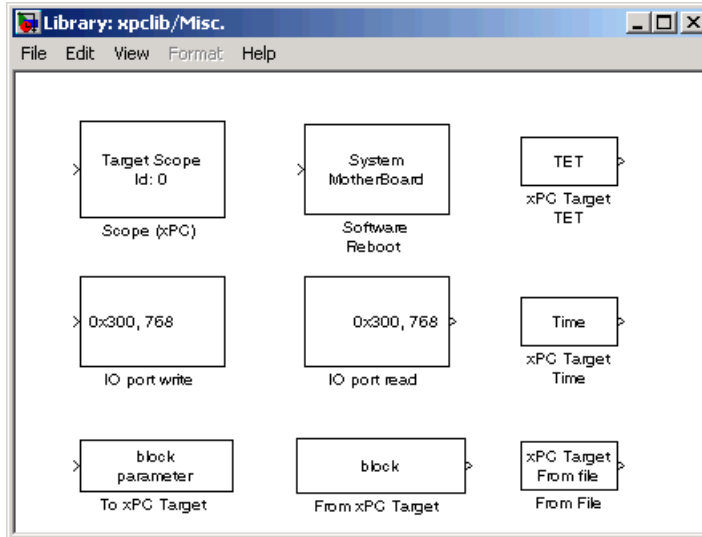 Library: xpclib/Misc.
File Edit View Format Help
Target Scope
Id: 0
Scope (xPC)
System
MotherBoard
Software
Reboot
TET
xPC Target
TET
0x300, 768
IO port write
0x300, 768
IO port read
Time
xPC Target
Time
block
parameter
To xPC Target
block
From xPC Target
xPC Target
From file
From File